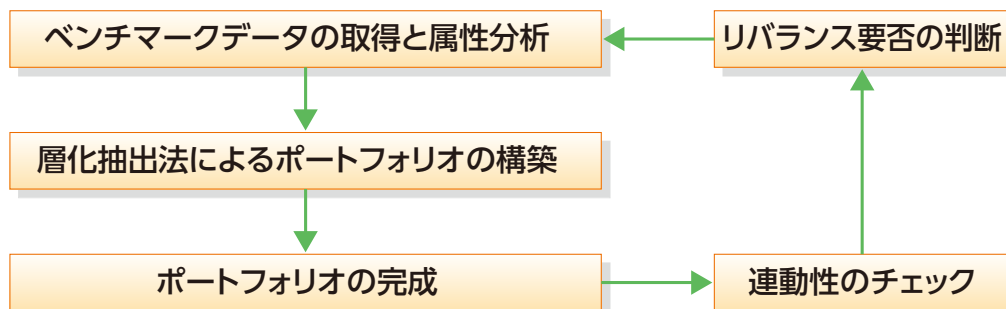 ベンチマークデータの取得と属性分析
リバランス要否の判断
層化抽出法によるポートフォリオの構築
ポートフォリオの完成
連動性のチェック